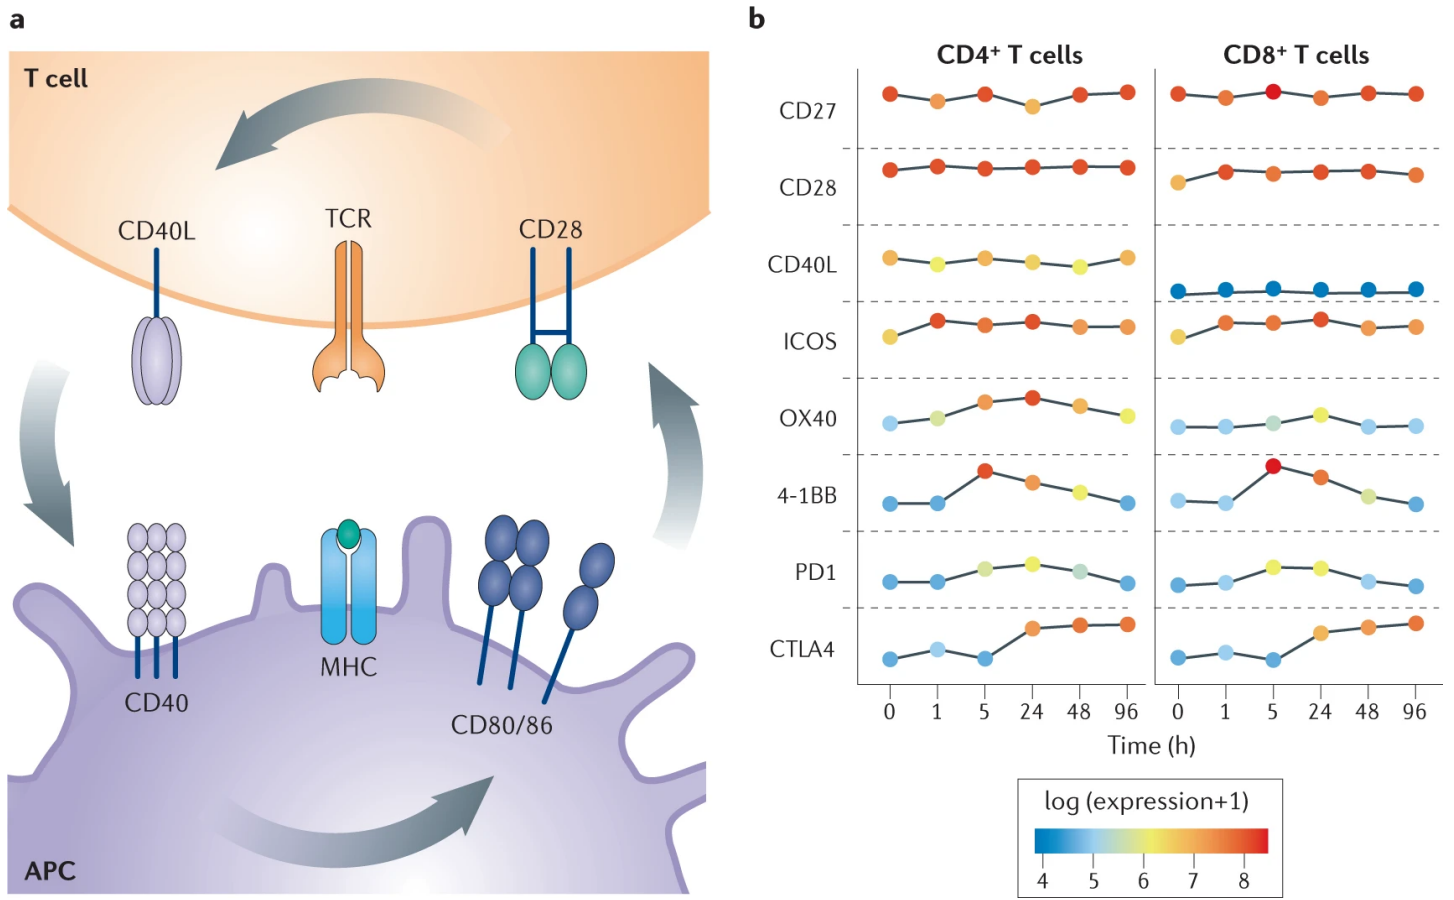 a
T cell
CD40L
TCR
CD28
CD40
MHC
CD80/86
APC
b
CD4+ T cells
CD8+ T cells
CD27
CD28
CD40L
ICOS
OX40
4-1BB
PD1
CTLA4
0 1 5 24 48 96
0 1 5 24 48 96
Time (h)
log (expression+1)
4 5 6 7 8